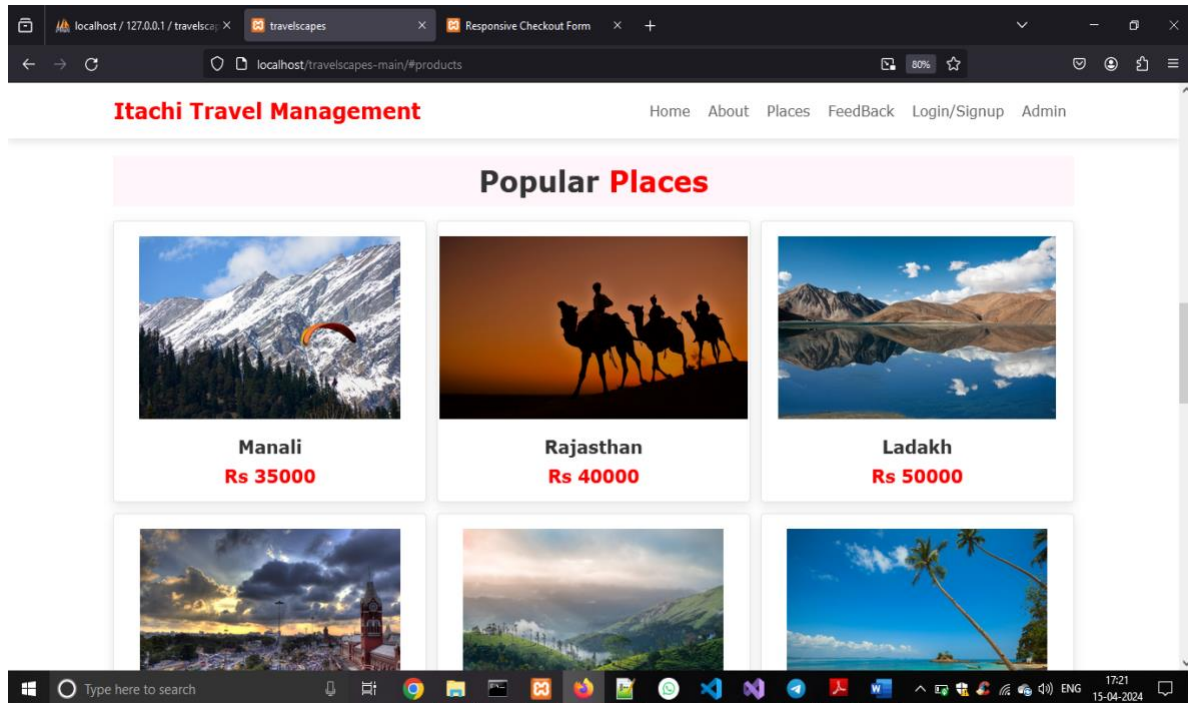 localhost / 127.0.0.1 / travelscap
travelscapes
Responsive Checkout Form
localhost/travelscapes-main/#products
80%
Itachi Travel Management
Home About Places FeedBack Login/Signup Admin
Popular Places
Manali
Rs 35000
Rajasthan
Rs 40000
Ladakh
Rs 50000
Type here to search
ENG
17:21
15-04-2024